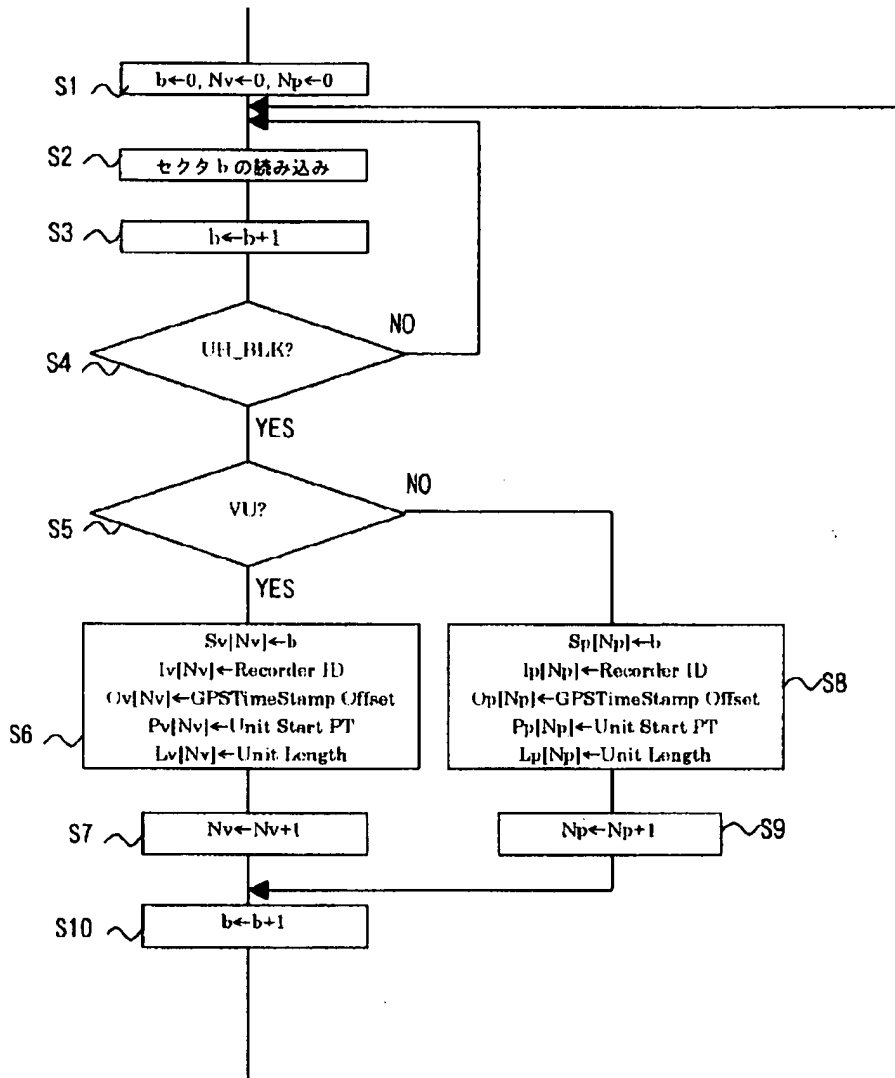 S1
b←0, Nv←0, Np←0
S2
セクタ b の読み込み
S3
b←b+1
S4
UH_BLK?
NO
YES
S5
VU?
NO
YES
S6
Sv[Nv]←b
Iv[Nv]←Recorder ID
Ov[Nv]←GPSTimeStamp Offset
Pv[Nv]←Unit Start PT
Lv[Nv]←Unit Length
Sp[Np]←b
Ip[Np]←Recorder ID
Op[Np]←GPSTimeStamp Offset
Pp[Np]←Unit Start PT
Lp[Np]←Unit Length
S8
S7
Nv←Nv+1
Np←Np+1
S9
S10
b←b+1